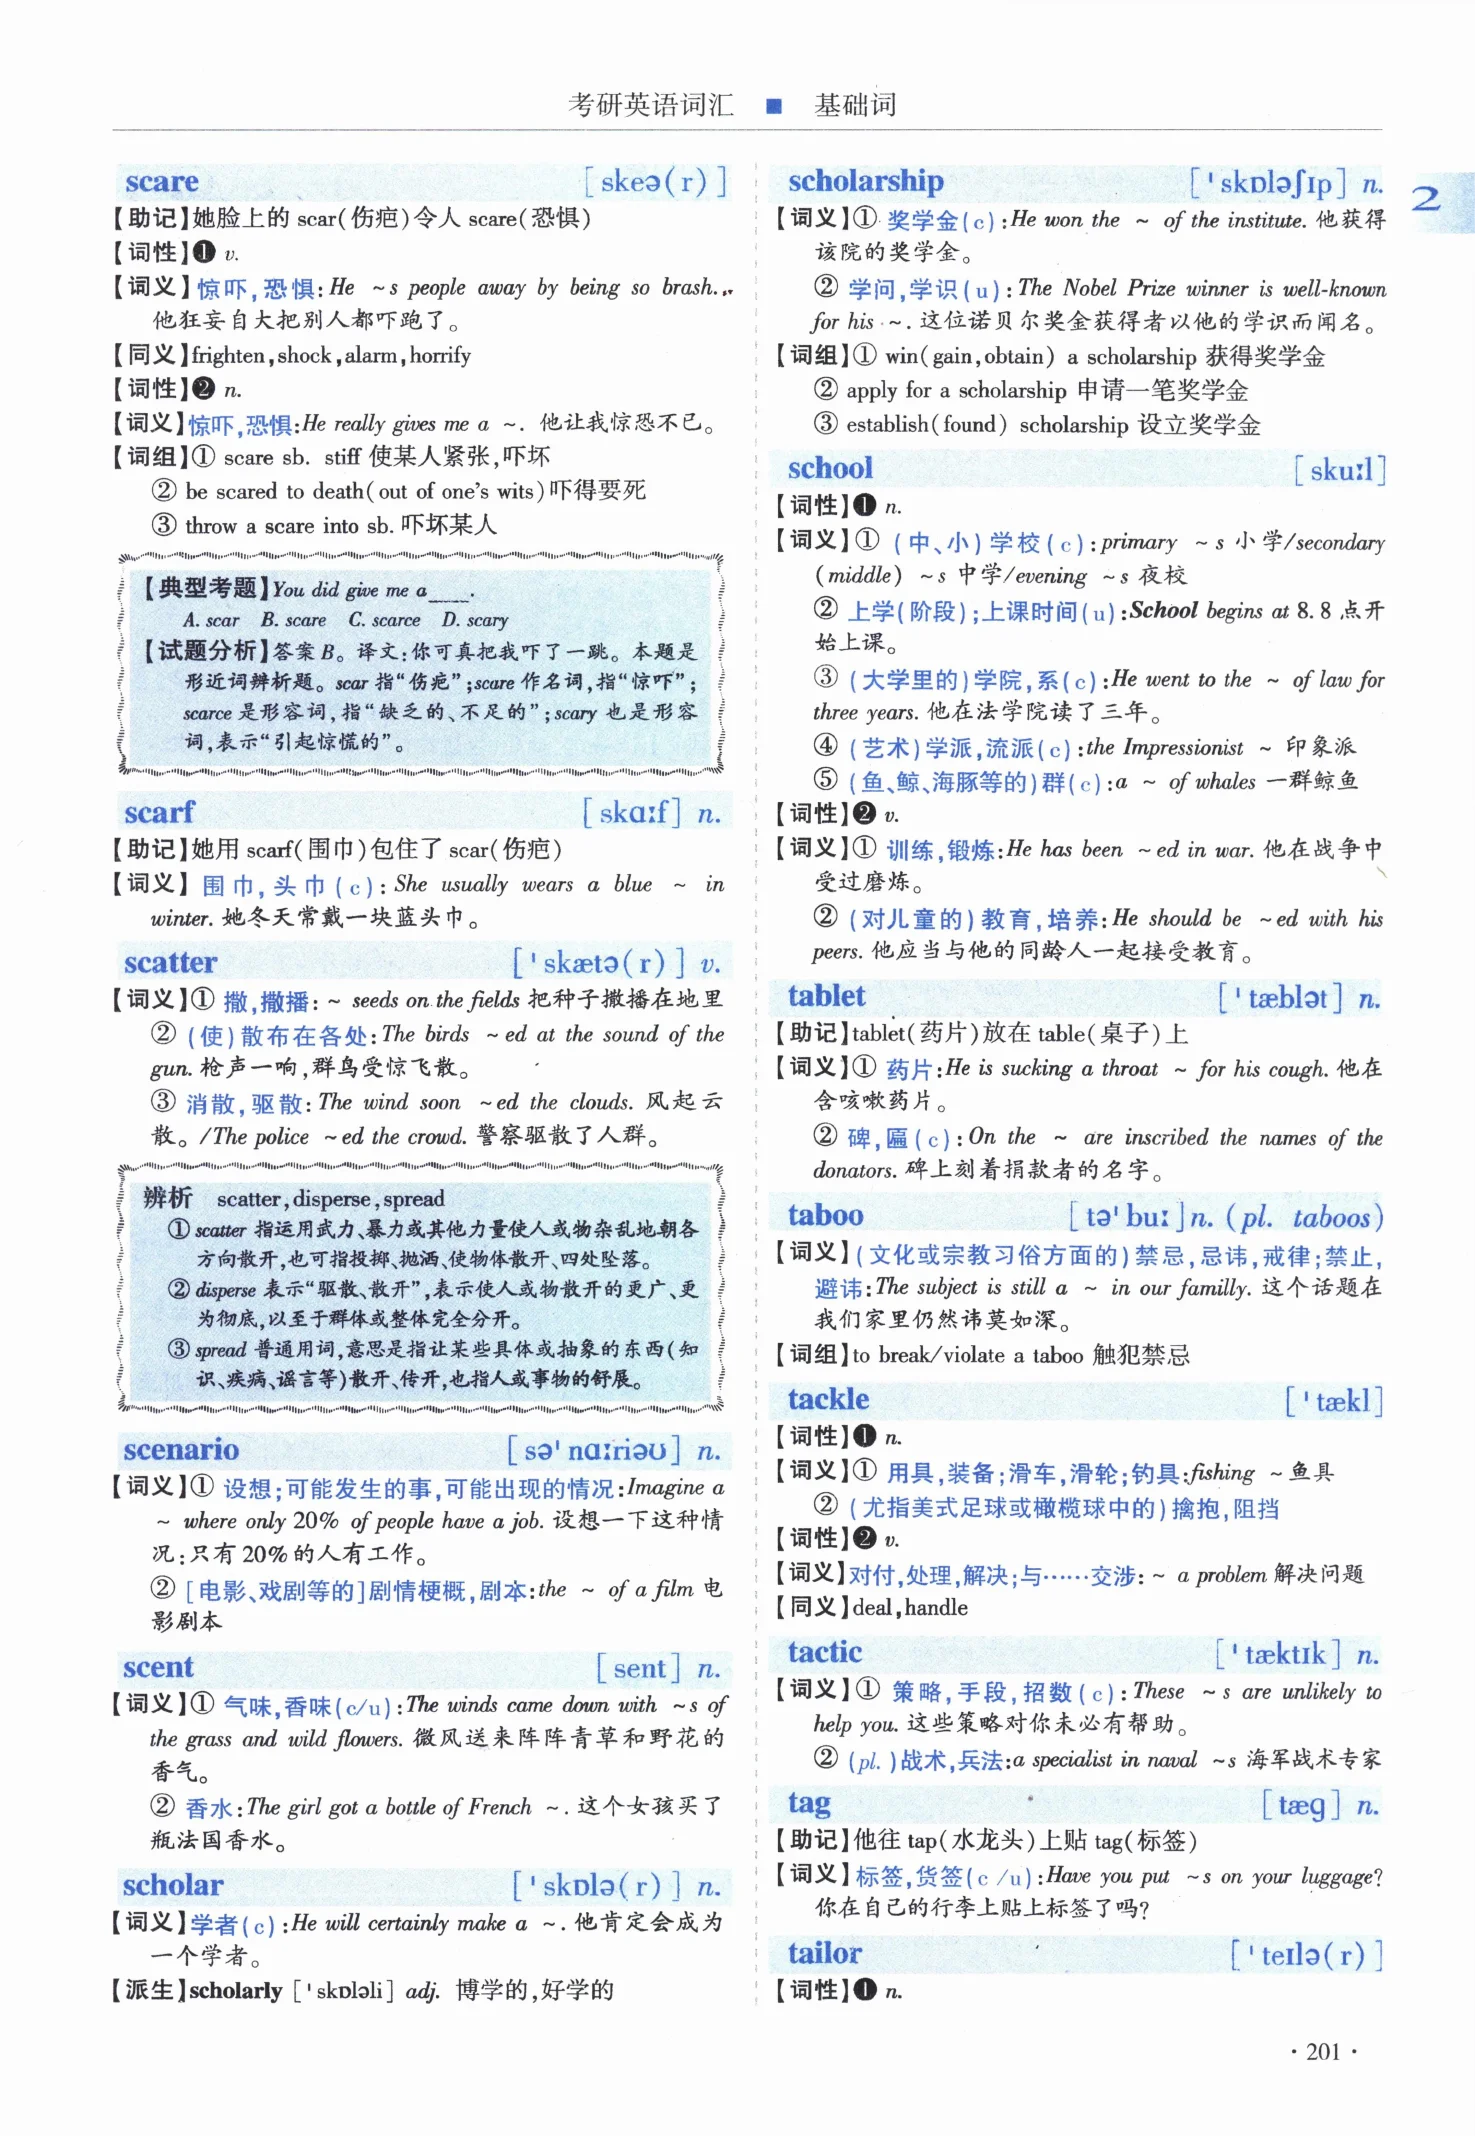 考研英语词汇 ■ 基础词
scare [skeə(r)]
【助记】她脸上的 scar(伤疤)令人 scare(恐惧)
【词性】❶ v.
【词义】惊吓,恐惧:He ~s people away by being so brash.
他狂妄自大把别人都吓跑了。
【同义】frighten,shock,alarm,horrify
【词性】❷ n.
【词义】惊吓,恐惧:He really gives me a ~. 他让我惊恐不已。
【词组】① scare sb. stiff 使某人紧张,吓坏
② be scared to death(out of one's wits)吓得要死
③ throw a scare into sb. 吓坏某人
【典型考题】You did give me a____.
A. scar B. scare C. scarce D. scary
【试题分析】答案 B。译文:你可真把我吓了一跳。本题是
形近词辨析题。scar 指“伤疤”;scare 作名词,指“惊吓”;
scarce 是形容词,指“缺乏的、不足的”;scary 也是形容
词,表示“引起惊慌的”。
scarf [skɑːf] n.
【助记】她用 scarf(围巾)包住了 scar(伤疤)
【词义】围巾,头巾(c):She usually wears a blue ~ in
winter. 她冬天常戴一块蓝头巾。
scatter [ˈskætə(r)] v.
【词义】① 撒,撒播: ~ seeds on the fields 把种子撒播在地里
② (使)散布在各处:The birds ~ed at the sound of the
gun. 枪声一响,群鸟受惊飞散。
③ 消散,驱散:The wind soon ~ed the clouds. 风起云
散。/The police ~ed the crowd. 警察驱散了人群。
辨析 scatter,disperse,spread
① scatter 指运用武力、暴力或其他力量使人或物杂乱地朝各
方向散开,也可指投掷、抛洒、使物体散开、四处坠落。
② disperse 表示“驱散、散开”,表示使人或物散开的更广、更
为彻底,以至于群体或整体完全分开。
③ spread 普通用词,意思是指让某些具体或抽象的东西(知
识、疾病、谣言等)散开、传开,也指人或事物的舒展。
scenario [səˈnɑːriəʊ] n.
【词义】① 设想;可能发生的事,可能出现的情况:Imagine a
~ where only 20% of people have a job. 设想一下这种情
况:只有 20%的人有工作。
② [电影、戏剧等的]剧情梗概,剧本:the ~ of a film 电
影剧本
scent [sent] n.
【词义】① 气味,香味(c/u):The winds came down with ~s of
the grass and wild flowers. 微风送来阵阵青草和野花的
香气。
② 香水:The girl got a bottle of French ~. 这个女孩买了
瓶法国香水。
scholar [ˈskɒlə(r)] n.
【词义】学者(c):He will certainly make a ~. 他肯定会成为
一个学者。
【派生】scholarly [ˈskɒləli] adj. 博学的,好学的
scholarship [ˈskɒləʃɪp] n.
【词义】① 奖学金(c):He won the ~ of the institute. 他获得
该院的奖学金。
② 学问,学识(u):The Nobel Prize winner is well-known
for his ~. 这位诺贝尔奖金获得者以他的学识而闻名。
【词组】① win(gain,obtain) a scholarship 获得奖学金
② apply for a scholarship 申请一笔奖学金
③ establish(found) scholarship 设立奖学金
school [skuːl]
【词性】❶ n.
【词义】① (中、小)学校(c):primary ~s 小学/secondary
(middle) ~s 中学/evening ~s 夜校
② 上学(阶段);上课时间(u):School begins at 8. 8 点开
始上课。
③ (大学里的)学院,系(c):He went to the ~ of law for
three years. 他在法学院读了三年。
④ (艺术)学派,流派(c):the Impressionist ~ 印象派
⑤ (鱼、鲸、海豚等的)群(c):a ~ of whales 一群鲸鱼
【词性】❷ v.
【词义】① 训练,锻炼:He has been ~ed in war. 他在战争中
受过磨炼。
② (对儿童的)教育,培养:He should be ~ed with his
peers. 他应当与他的同龄人一起接受教育。
tablet [ˈtæblət] n.
【助记】tablet(药片)放在 table(桌子)上
【词义】① 药片:He is sucking a throat ~ for his cough. 他在
含咳嗽药片。
② 碑,匾(c):On the ~ are inscribed the names of the
donators. 碑上刻着捐款者的名字。
taboo [təˈbuː]n. (pl. taboos)
【词义】(文化或宗教习俗方面的)禁忌,忌讳,戒律;禁止,
避讳:The subject is still a ~ in our familly. 这个话题在
我们家里仍然讳莫如深。
【词组】to break/violate a taboo 触犯禁忌
tackle [ˈtækl]
【词性】❶ n.
【词义】① 用具,装备;滑车,滑轮;钓具:fishing ~鱼具
② (尤指美式足球或橄榄球中的)擒抱,阻挡
【词性】❷ v.
【词义】对付,处理,解决;与……交涉: ~ a problem 解决问题
【同义】deal,handle
tactic [ˈtæktɪk] n.
【词义】① 策略,手段,招数(c):These ~s are unlikely to
help you. 这些策略对你未必有帮助。
② (pl.)战术,兵法:a specialist in naval ~s 海军战术专家
tag [tæg] n.
【助记】他往 tap(水龙头)上贴 tag(标签)
【词义】标签,货签(c /u):Have you put ~s on your luggage?
你在自己的行李上贴上标签了吗?
tailor [ˈteɪlə(r)]
【词性】❶ n.
2
·201·